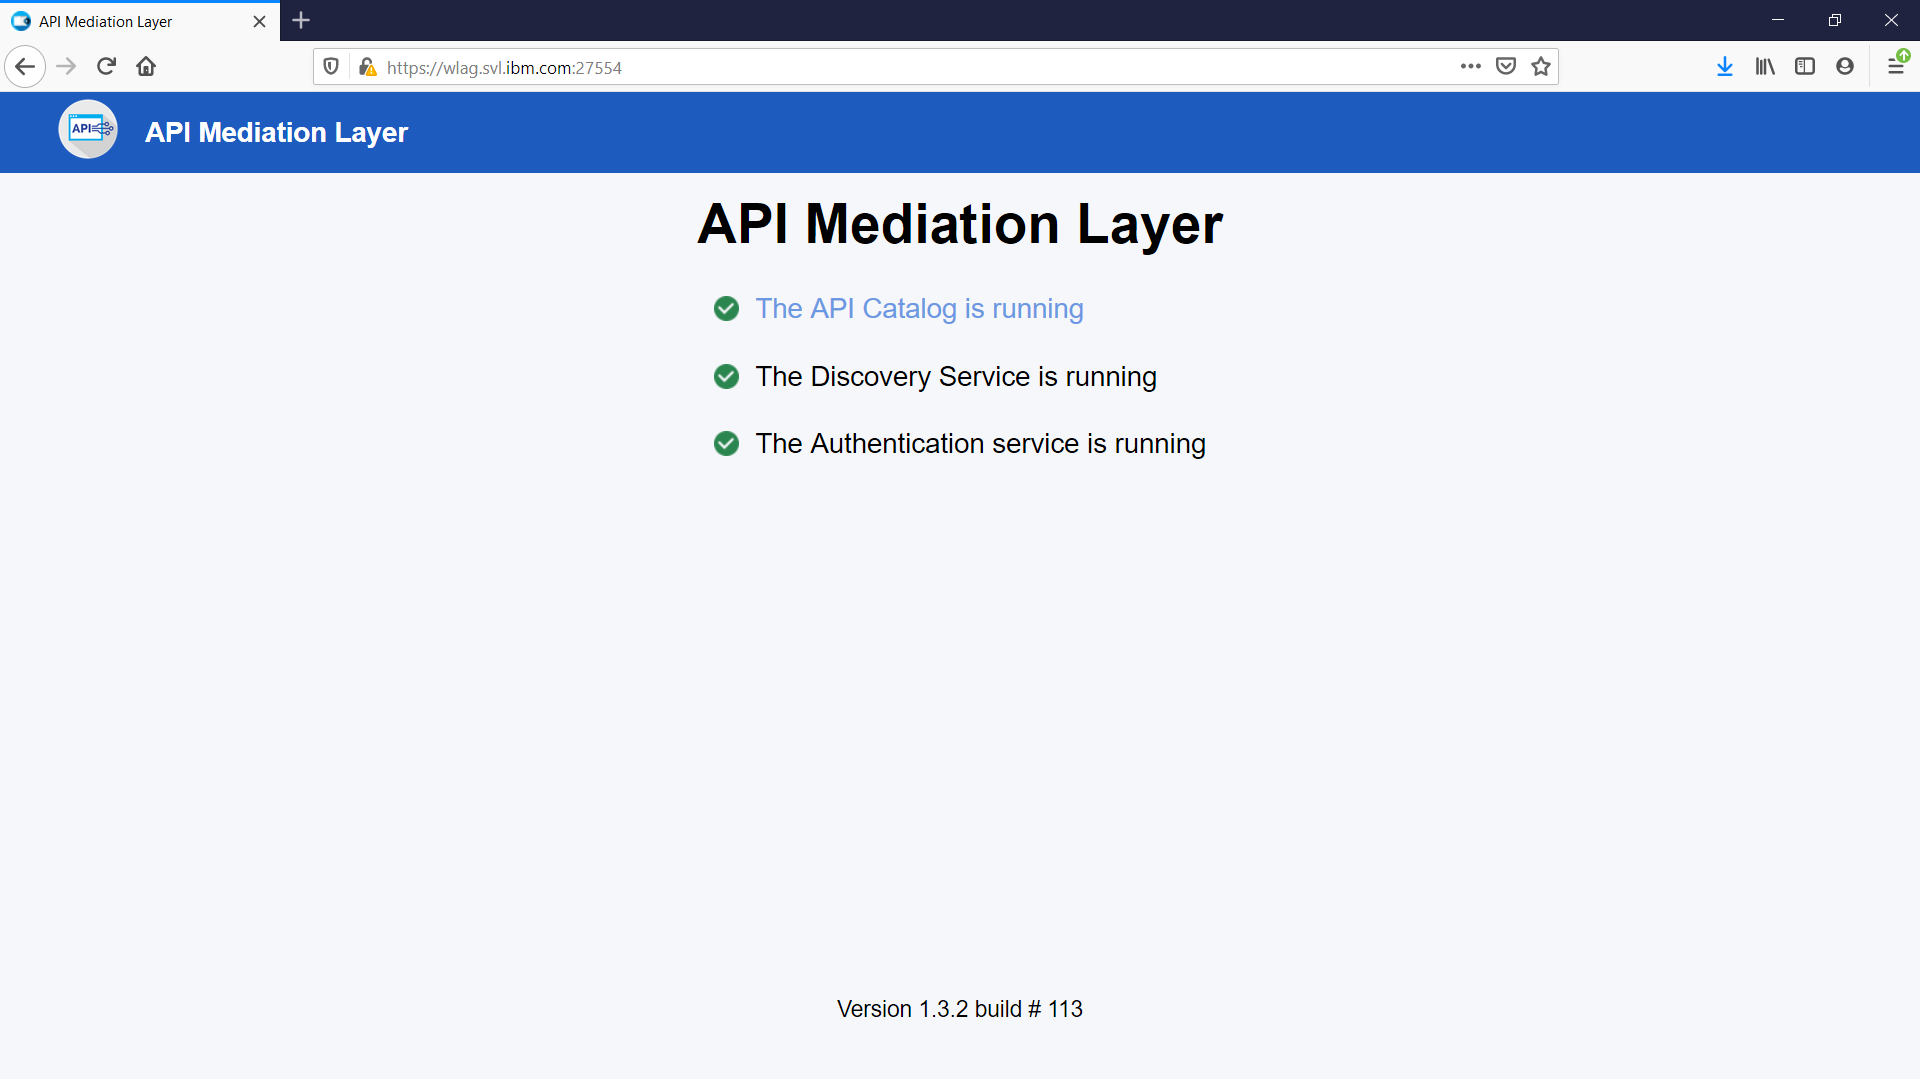 API Mediation Layer
https://wlag.svl.ibm.com:27554
API
API Mediation Layer
API Mediation Layer
The API Catalog is running
The Discovery Service is running
The Authentication service is running
Version 1.3.2 build # 113